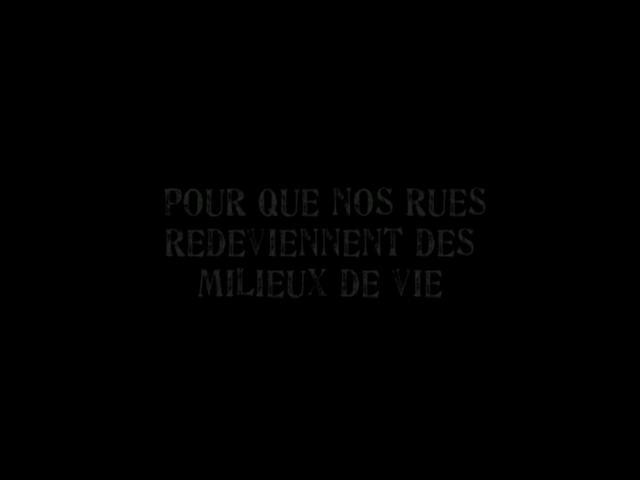 POUR QUE NOS RUES
REDEVIENNENT DES
MILIEUX DE VIE